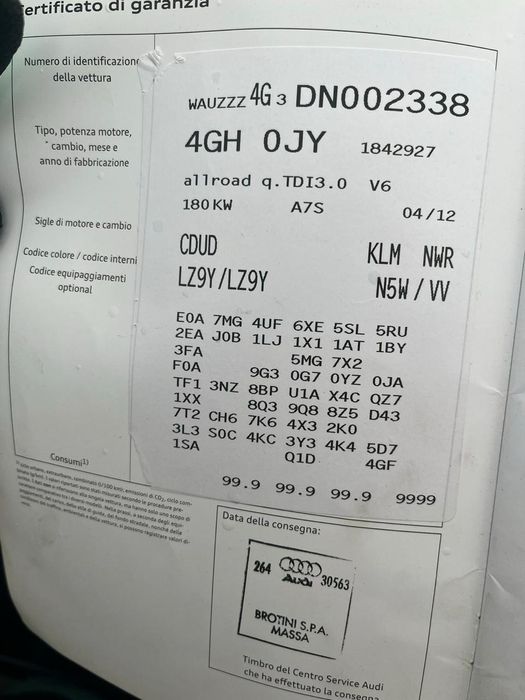 ertificato di garanzia
Numero di identificazione
della vettura
WAUZZZ 4G 3 DN002338
Tipo, potenza motore,
cambio, mese e
anno di fabbricazione
4GH 0JY 1842927
allroad q.TDI3.0 V6
180 KW A7S 04/12
Sigle di motore e cambio
CDUD KLM NWR
Codice colore / codice interni
LZ9Y/LZ9Y N5W / VV
Codice equipaggiamenti
optional
E0A 7MG 4UF 6XE 5SL 5RU
2EA J0B 1LJ 1X1 1AT 1BY
3FA 5MG 7X2
F0A 9G3 0G7 0YZ 0JA
TF1 3NZ 8BP U1A X4C QZ7
1XX 8Q3 9Q8 8Z5 D43
7T2 CH6 7K6 4X3 2K0
3L3 S0C 4KC 3Y3 4K4 5D7
1SA Q1D 4GF
Consumi1)
99.9 99.9 99.9 9999
Data della consegna:
264 Audi 30563
BROTINI S.P.A.
MASSA
Timbro del Centro Service Audi
che ha effettuato la consegna